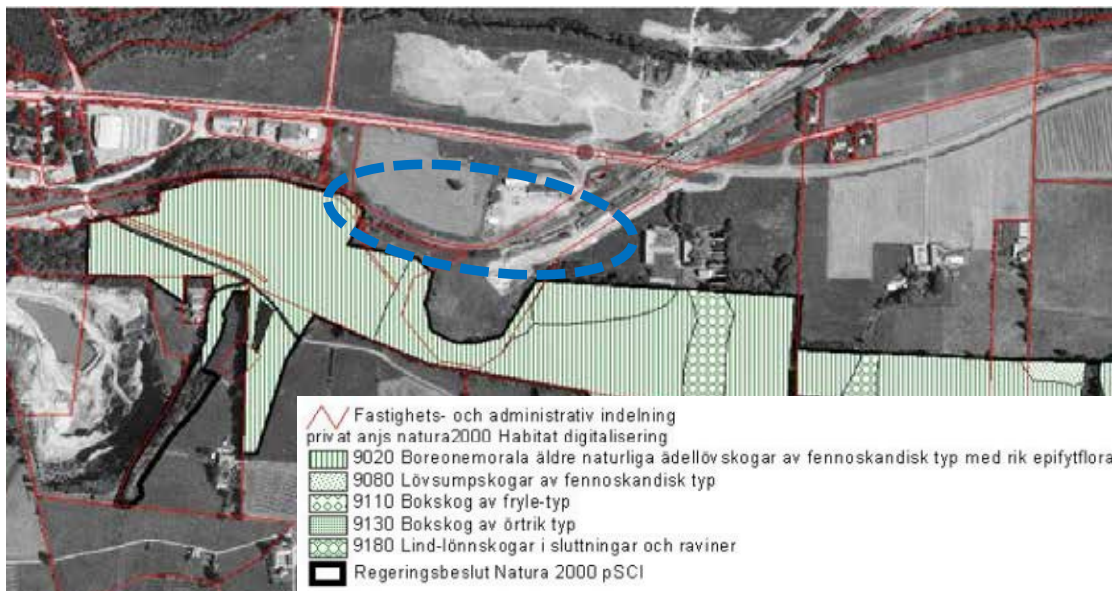 Fastighets- och administrativ indelning
privat anjs natura2000 Habitat digitalisering
9020 Boreonemorala äldre naturliga ädellövskogar av fennoskandisk typ med rik epifytflora
9080 Lövsumpskogar av fennoskandisk typ
9110 Bokskog av fryle-typ
9130 Bokskog av örtrik typ
9180 Lind-lönnskogar i sluttningar och raviner
Regeringsbeslut Natura 2000 pSCI